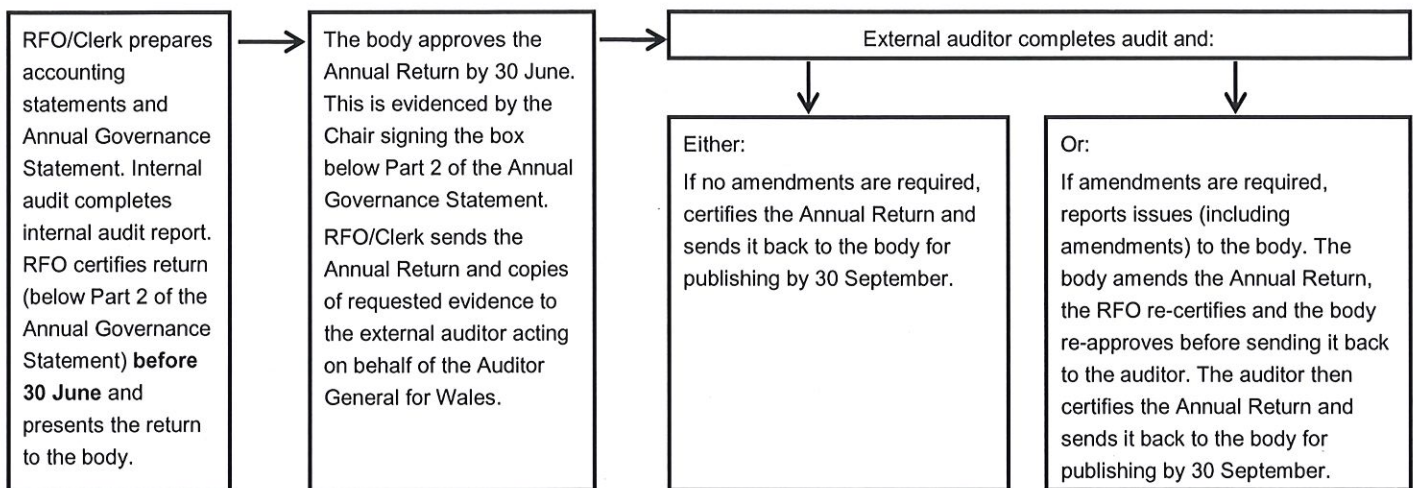 RFO/Clerk prepares
accounting
statements and
Annual Governance
Statement. Internal
audit completes
internal audit report.
RFO certifies return
(below Part 2 of the
Annual Governance
Statement) before
30 June and
presents the return
to the body.
The body approves the
Annual Return by 30 June.
This is evidenced by the
Chair signing the box
below Part 2 of the Annual
Governance Statement.
RFO/Clerk sends the
Annual Return and copies
of requested evidence to
the external auditor acting
on behalf of the Auditor
General for Wales.
External auditor completes audit and:
Either:
If no amendments are required,
certifies the Annual Return and
sends it back to the body for
publishing by 30 September.
Or:
If amendments are required,
reports issues (including
amendments) to the body. The
body amends the Annual Return,
the RFO re-certifies and the body
re-approves before sending it back
to the auditor. The auditor then
certifies the Annual Return and
sends it back to the body for
publishing by 30 September.